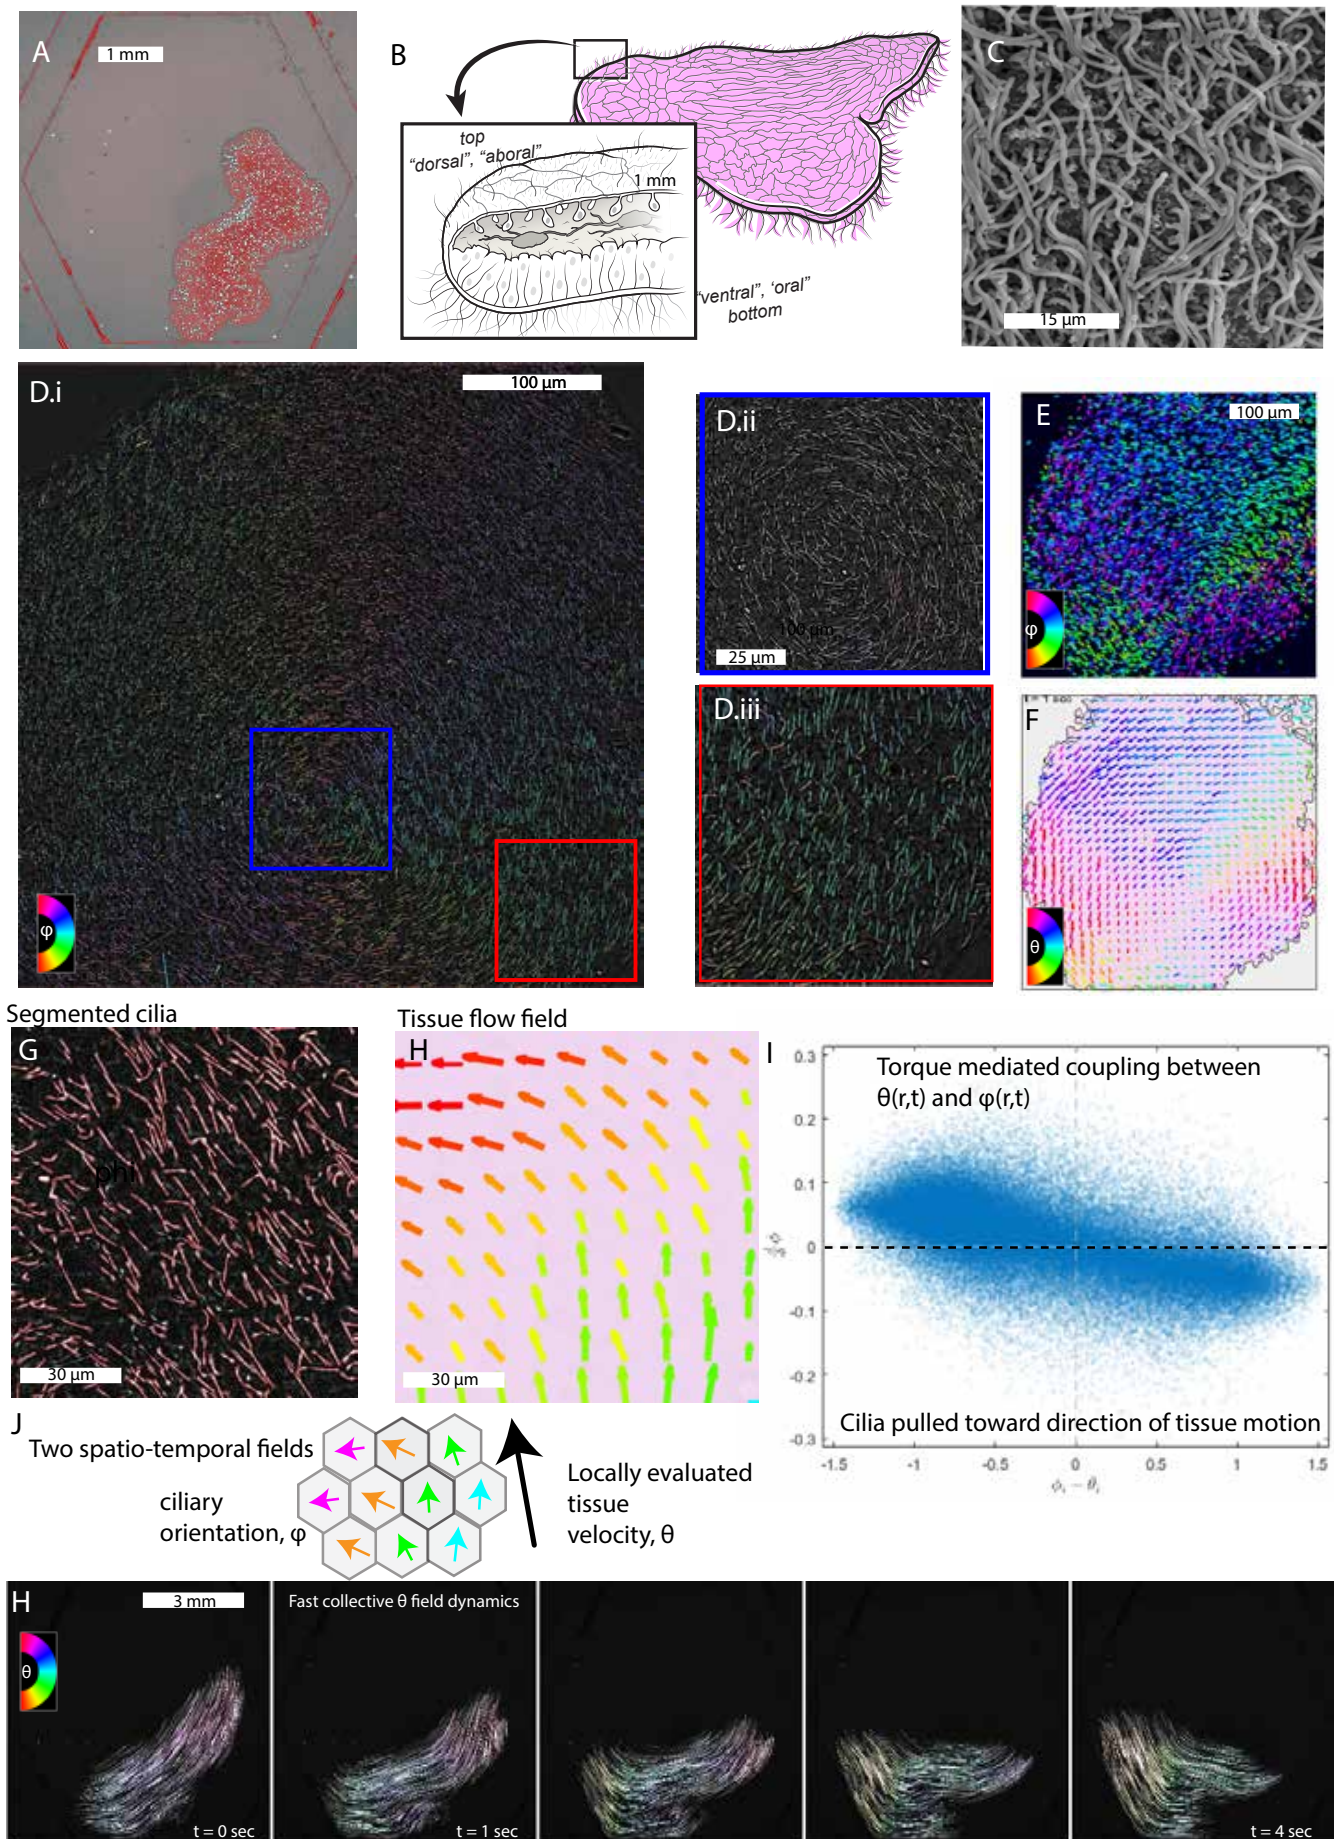 A
1 mm
B
top
“dorsal”, “aboral”
1 mm
“ventral”, ‘oral”
bottom
C
15 µm
D.i
100 µm
φ
D.ii
100 µm
25 µm
D.iii
E
100 µm
φ
F
θ
Segmented cilia
G
phi
30 µm
Tissue flow field
H
30 µm
I
Torque mediated coupling between
θ(r,t) and φ(r,t)
0.3
0.2
0.1
0
-0.1
-0.2
-0.3
Cilia pulled toward direction of tissue motion
-1.5
-1
-0.5
0
0.5
1
1.5
ϕᵢ − θᵢ
J
Two spatio-temporal fields
ciliary
orientation, φ
Locally evaluated
tissue
velocity, θ
H
3 mm
θ
t = 0 sec
Fast collective θ field dynamics
t = 1 sec
t = 4 sec